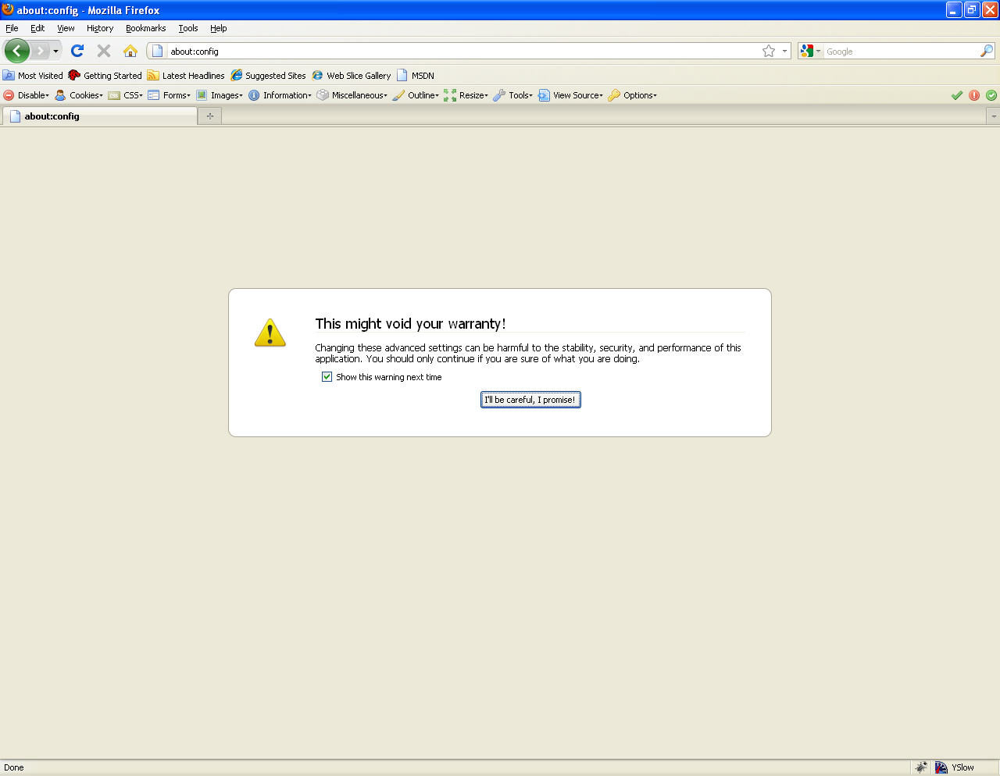 about:config - Mozilla Firefox
File Edit View History Bookmarks Tools Help
about:config Google
Most Visited Getting Started Latest Headlines Suggested Sites Web Slice Gallery MSDN
Disable Cookies CSS Forms Images Information Miscellaneous Outline Resize Tools View Source Options
about:config
This might void your warranty!
Changing these advanced settings can be harmful to the stability, security, and performance of this
application. You should only continue if you are sure of what you are doing.
Show this warning next time
I'll be careful, I promise!
Done YSlow